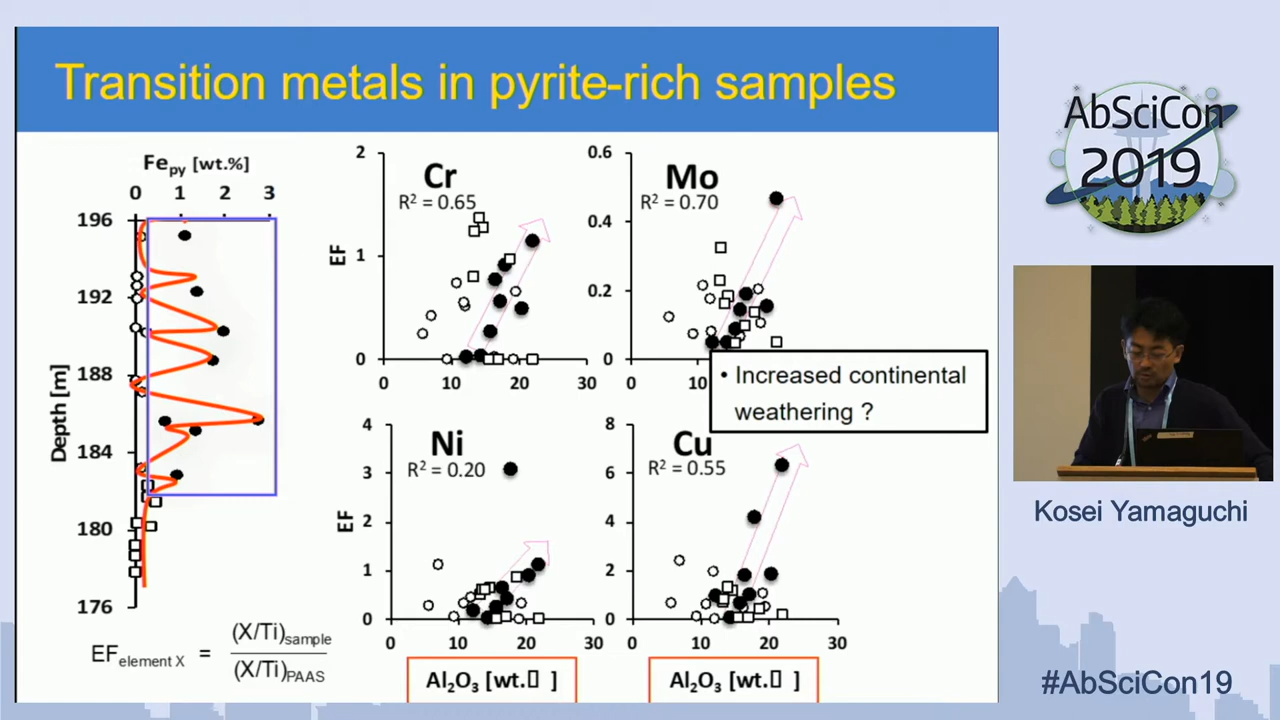 Transition metals in pyrite-rich samples
Fepy [wt.%]
0 1 2 3
196
192
188
184
180
176
Depth [m]
2
1
0
EF
Cr
R² = 0.65
0 10 20 30
0.6
0.4
0.2
0
Mo
R² = 0.70
0 10
• Increased continental
weathering ?
4
3
2
1
0
EF
Ni
R² = 0.20
0 10 20 30
8
6
4
2
0
Cu
R² = 0.55
0 10 20 30
EFelement X = (X/Ti)sample
(X/Ti)PAAS
Al₂O₃ [wt.▯ ]
Al₂O₃ [wt.▯ ]
AbSciCon
2019
Kosei Yamaguchi
#AbSciCon19